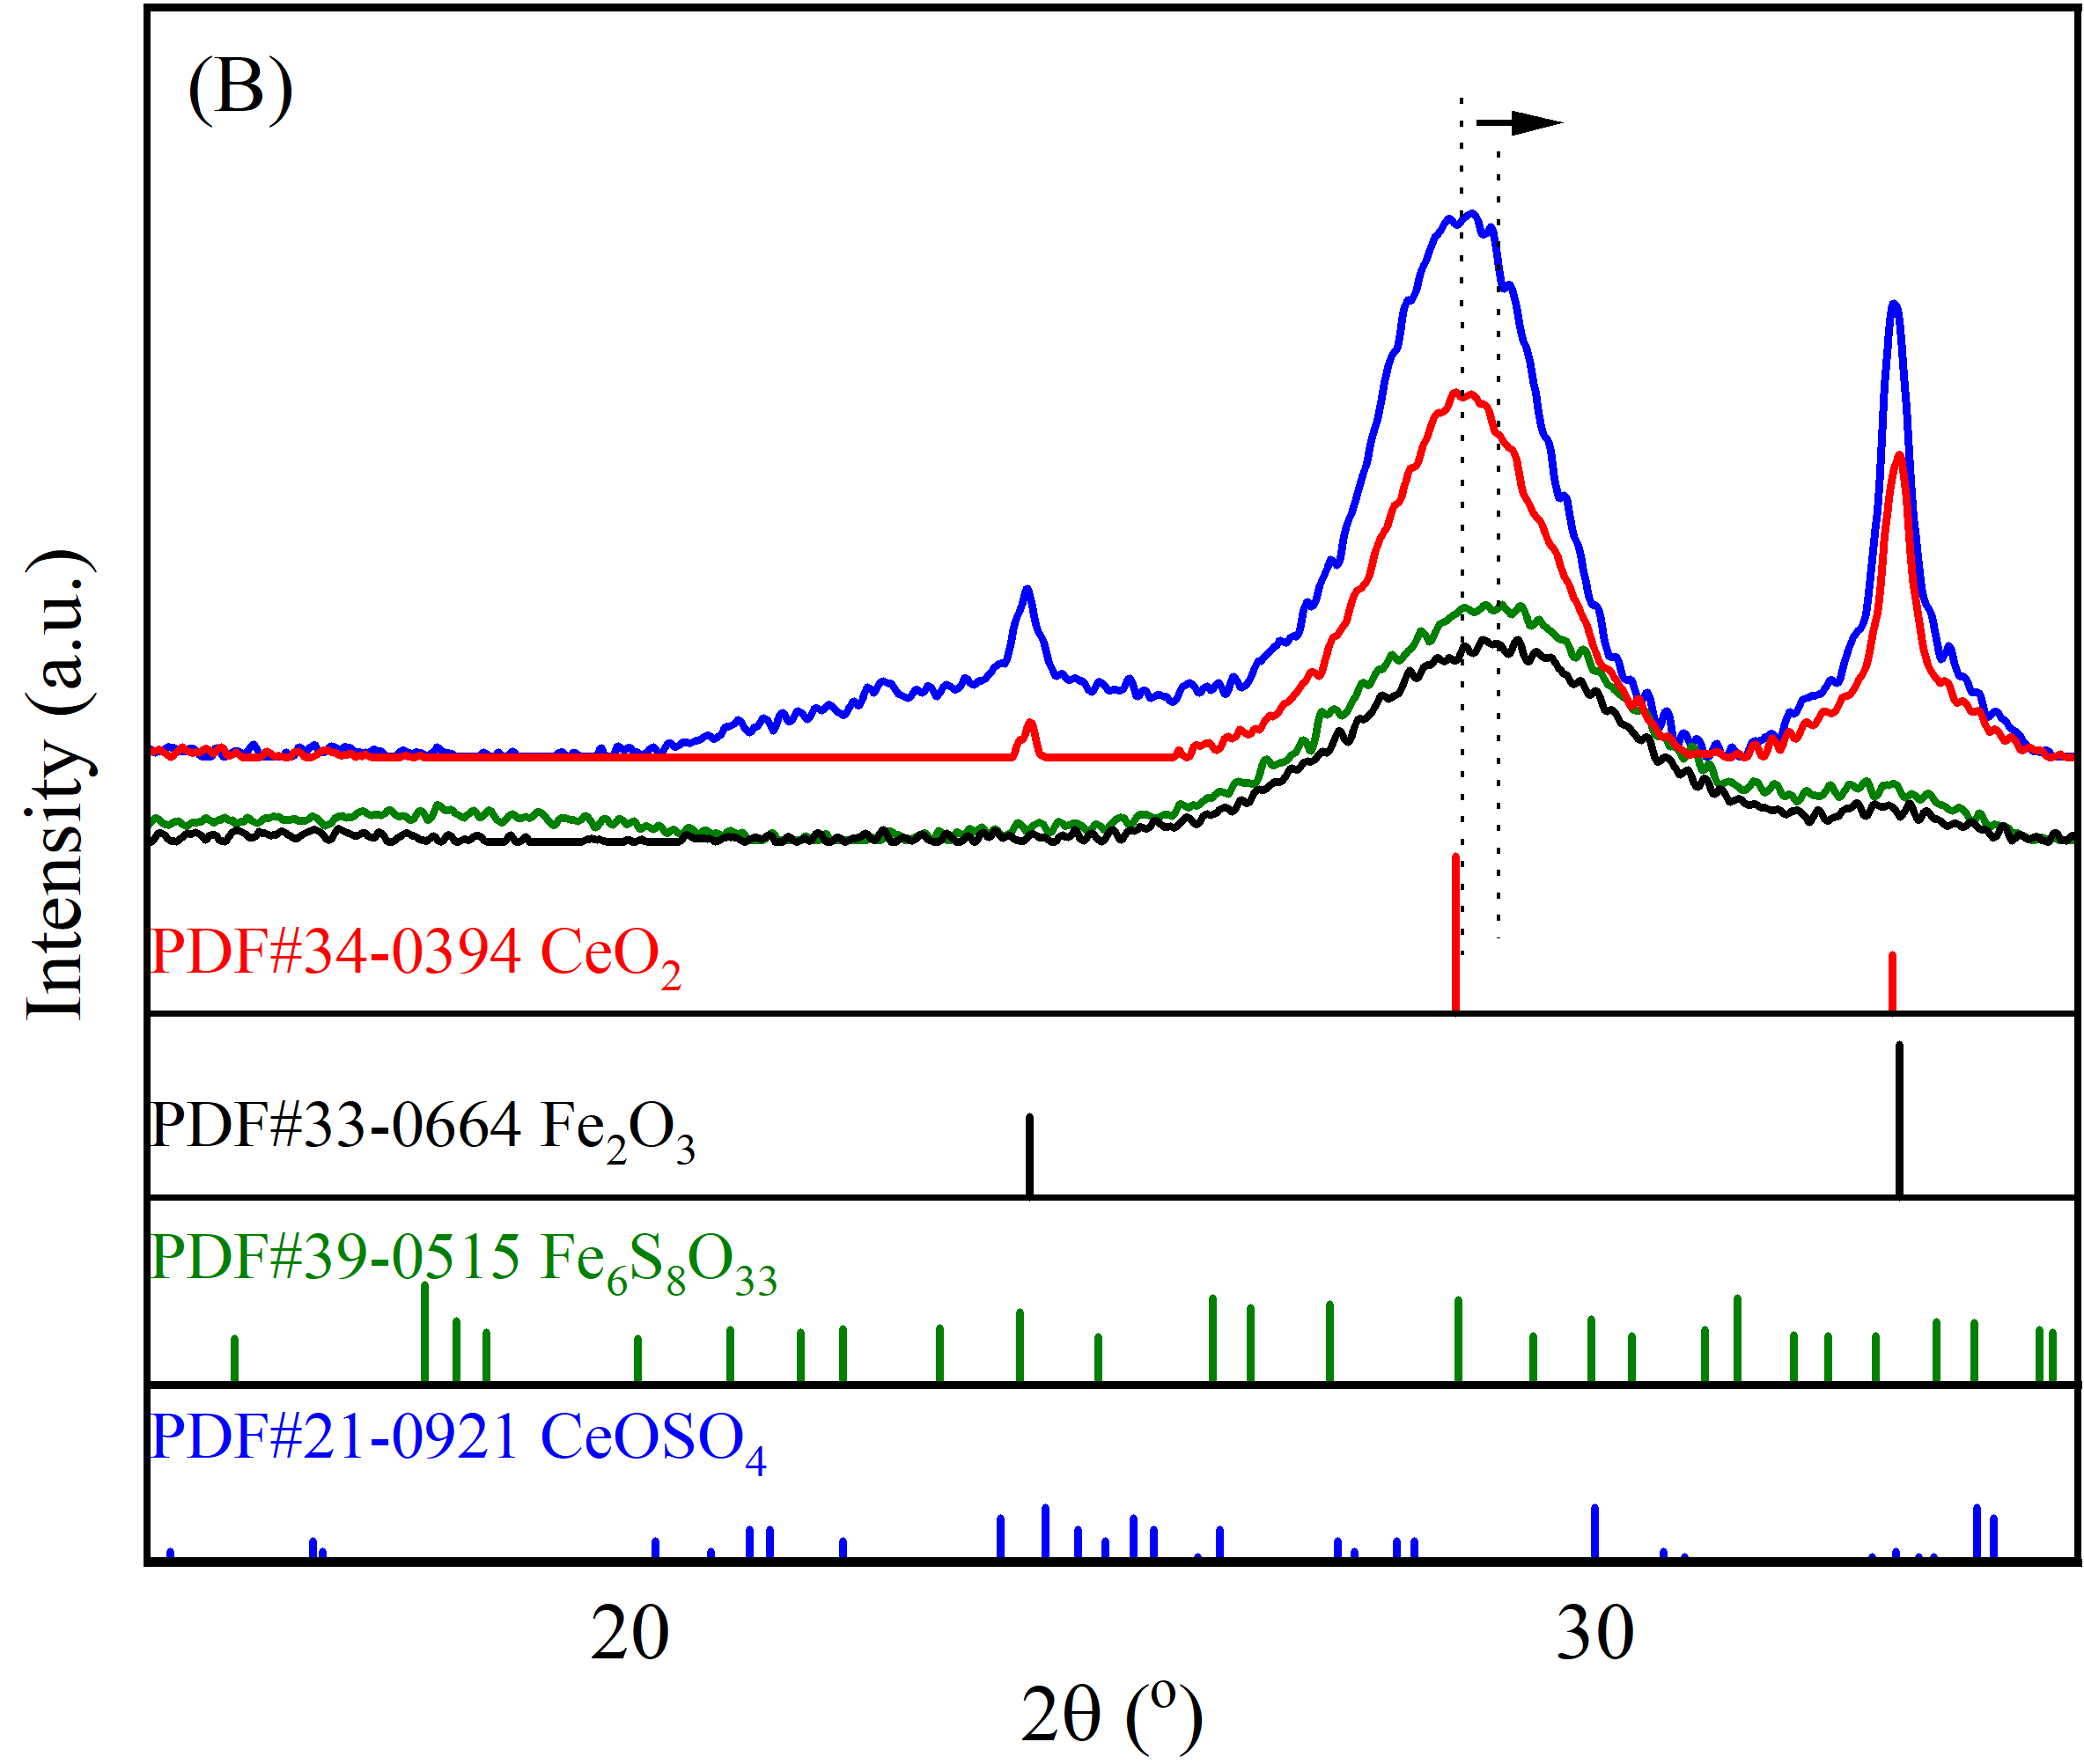 (B)
Intensity (a.u.)
PDF#34-0394 CeO₂
PDF#33-0664 Fe₂O₃
PDF#39-0515 Fe₆S₈O₃₃
PDF#21-0921 CeOSO₄
20 30
2θ (º)